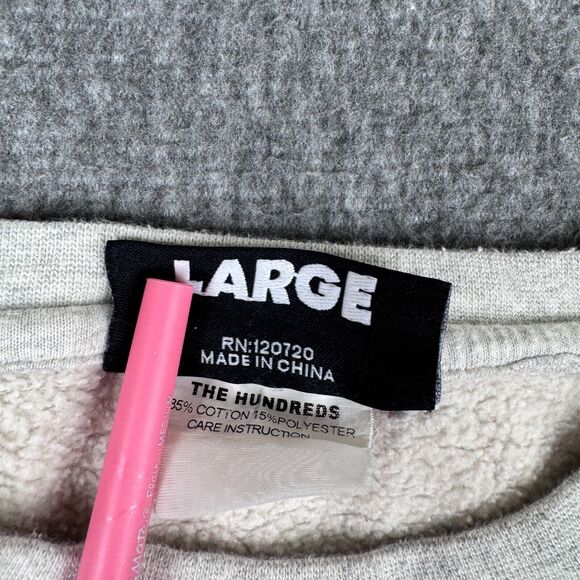 LARGE
RN:120720
MADE IN CHINA
THE HUNDREDS
85% COTTON 15%POLYESTER
CARE INSTRUCTION